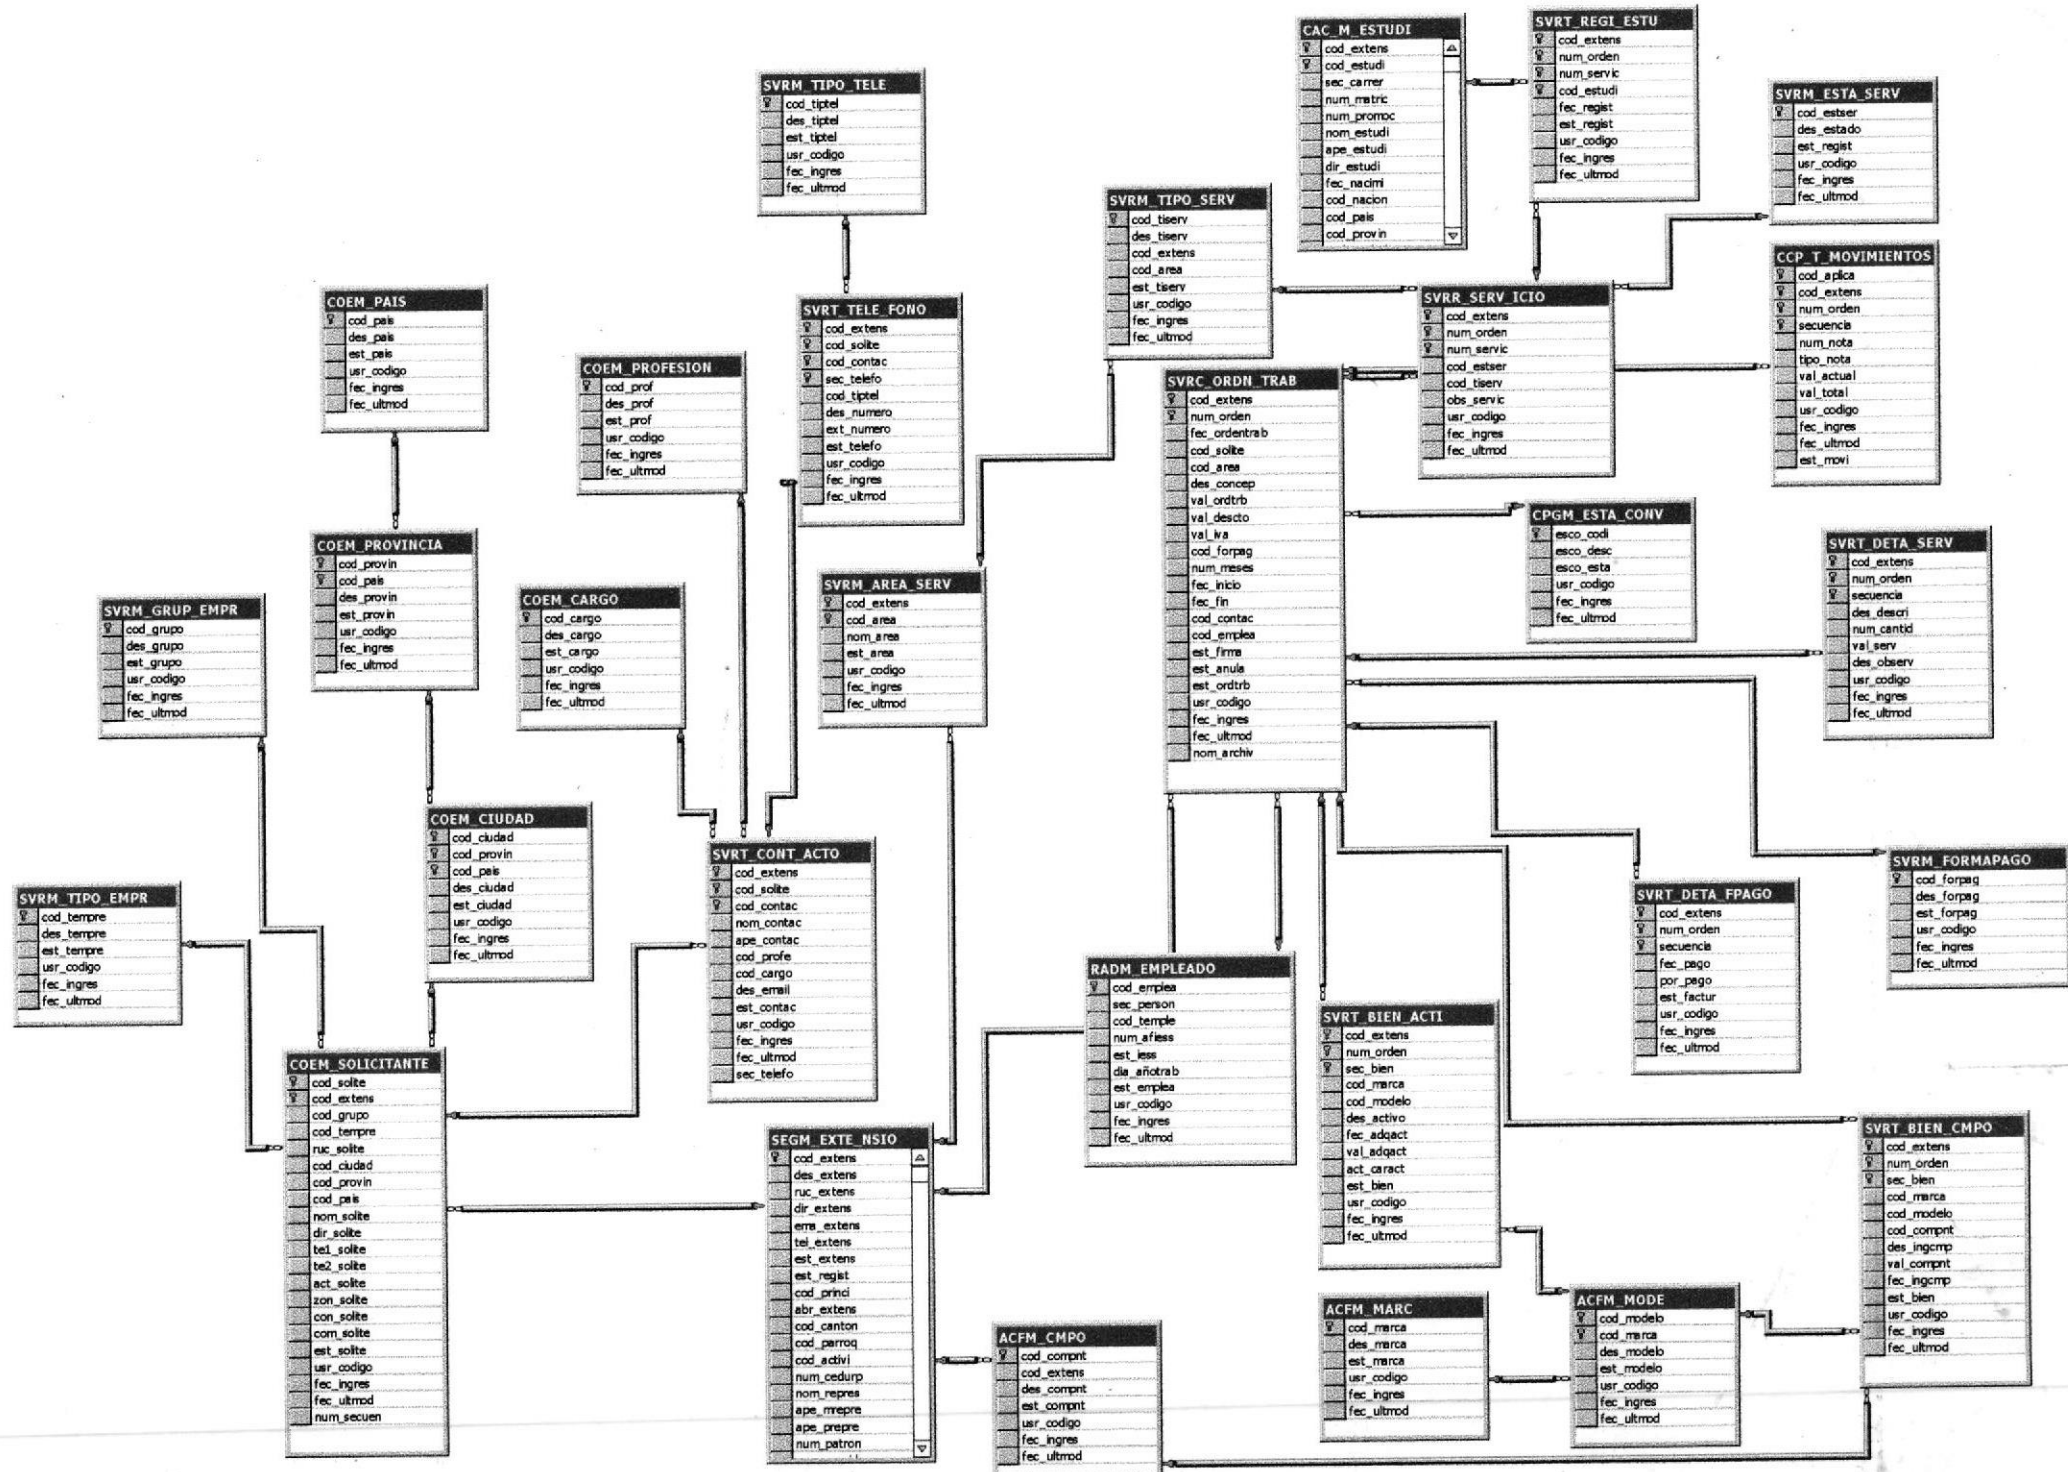 CAC_M_ESTUDI
cod_extens
cod_estudi
sec_carrer
num_matric
num_promoc
nom_estudi
ape_estudi
dir_estudi
fec_nacimi
cod_nacion
cod_pais
cod_provin
SVRT_REGI_ESTU
cod_extens
num_orden
num_servic
cod_estudi
fec_regist
est_regist
usr_codigo
fec_ingres
fec_ultmod
SVRM_TIPO_TELE
cod_tiptel
des_tiptel
est_tiptel
usr_codigo
fec_ingres
fec_ultmod
SVRM_ESTA_SERV
cod_estser
des_estado
est_regist
usr_codigo
fec_ingres
fec_ultmod
SVRM_TIPO_SERV
cod_tiserv
des_tiserv
cod_extens
cod_area
est_tiserv
usr_codigo
fec_ingres
fec_ultmod
CCP_T_MOVIMIENTOS
cod_aplica
cod_extens
num_orden
secuencia
num_nota
tipo_nota
val_actual
val_total
usr_codigo
fec_ingres
fec_ultmod
est_movi
COEM_PAIS
cod_pais
des_pais
est_pais
usr_codigo
fec_ingres
fec_ultmod
SVRT_TELE_FONO
cod_extens
cod_solite
cod_contac
sec_telefo
cod_tiptel
des_numero
ext_numero
est_telefo
usr_codigo
fec_ingres
fec_ultmod
SVRR_SERV_ICIO
cod_extens
num_orden
num_servic
cod_estser
cod_tiserv
obs_servic
usr_codigo
fec_ingres
fec_ultmod
COEM_PROFESION
cod_prof
des_prof
est_prof
usr_codigo
fec_ingres
fec_ultmod
SVRC_ORDN_TRAB
cod_extens
num_orden
fec_ordentrab
cod_solite
cod_area
des_concep
val_ordtrb
val_descto
val_iva
cod_forpag
num_meses
fec_inicio
fec_fin
cod_contac
cod_emplea
est_firma
est_anula
est_ordtrb
usr_codigo
fec_ingres
fec_ultmod
nom_archiv
CPGM_ESTA_CONV
esco_codi
esco_desc
esco_esta
usr_codigo
fec_ingres
fec_ultmod
SVRT_DETA_SERV
cod_extens
num_orden
secuencia
des_descri
num_cantid
val_serv
des_observ
usr_codigo
fec_ingres
fec_ultmod
COEM_PROVINCIA
cod_provin
cod_pais
des_provin
est_provin
usr_codigo
fec_ingres
fec_ultmod
SVRM_GRUP_EMPR
cod_grupo
des_grupo
est_grupo
usr_codigo
fec_ingres
fec_ultmod
COEM_CARGO
cod_cargo
des_cargo
est_cargo
usr_codigo
fec_ingres
fec_ultmod
SVRM_AREA_SERV
cod_extens
cod_area
nom_area
est_area
usr_codigo
fec_ingres
fec_ultmod
COEM_CIUDAD
cod_ciudad
cod_provin
cod_pais
des_ciudad
est_ciudad
usr_codigo
fec_ingres
fec_ultmod
SVRT_CONT_ACTO
cod_extens
cod_solite
cod_contac
nom_contac
ape_contac
cod_profe
cod_cargo
des_email
est_contac
usr_codigo
fec_ingres
fec_ultmod
sec_telefo
SVRM_FORMAPAGO
cod_forpag
des_forpag
est_forpag
usr_codigo
fec_ingres
fec_ultmod
SVRM_TIPO_EMPR
cod_tempre
des_tempre
est_tempre
usr_codigo
fec_ingres
fec_ultmod
SVRT_DETA_FPAGO
cod_extens
num_orden
secuencia
fec_pago
por_pago
est_factur
usr_codigo
fec_ingres
fec_ultmod
RADM_EMPLEADO
cod_emplea
sec_person
cod_temple
num_afiess
est_iess
dia_añotrab
est_emplea
usr_codigo
fec_ingres
fec_ultmod
SVRT_BIEN_ACTI
cod_extens
num_orden
sec_bien
cod_marca
cod_modelo
des_activo
fec_adqact
val_adqact
act_caract
est_bien
usr_codigo
fec_ingres
fec_ultmod
COEM_SOLICITANTE
cod_solite
cod_extens
cod_grupo
cod_tempre
ruc_solite
cod_ciudad
cod_provin
cod_pais
nom_solite
dir_solite
te1_solite
te2_solite
act_solite
zon_solite
con_solite
com_solite
est_solite
usr_codigo
fec_ingres
fec_ultmod
num_secuen
SEGM_EXTE_NSIO
cod_extens
des_extens
ruc_extens
dir_extens
ema_extens
tel_extens
est_extens
est_regist
cod_princi
abr_extens
cod_canton
cod_parroq
cod_activi
num_cedurp
nom_repres
ape_mrepre
ape_prepre
num_patron
SVRT_BIEN_CMPO
cod_extens
num_orden
sec_bien
cod_marca
cod_modelo
cod_compnt
des_ingcmp
val_compnt
fec_ingcmp
est_bien
usr_codigo
fec_ingres
fec_ultmod
ACFM_MODE
cod_modelo
cod_marca
des_modelo
est_modelo
usr_codigo
fec_ingres
fec_ultmod
ACFM_MARC
cod_marca
des_marca
est_marca
usr_codigo
fec_ingres
fec_ultmod
ACFM_CMPO
cod_compnt
cod_extens
des_compnt
est_compnt
usr_codigo
fec_ingres
fec_ultmod